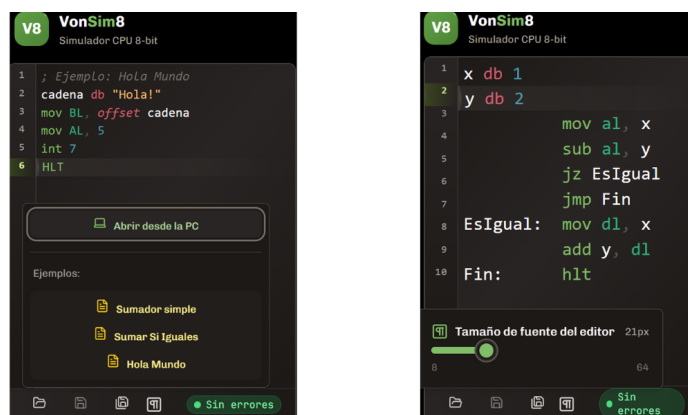 V8
VonSim8
Simulador CPU 8-bit
1 ; Ejemplo: Hola Mundo
2 cadena db "Hola!"
3 mov BL, offset cadena
4 mov AL, 5
5 int 7
6 HLT
Abrir desde la PC
Ejemplos:
Sumador simple
Sumar Si Iguales
Hola Mundo
Sin errores
V8
VonSim8
Simulador CPU 8-bit
1 x db 1
2 y db 2
3 mov al, x
4 sub al, y
5 jz EsIgual
6 jmp Fin
7 EsIgual: mov dl, x
8 add y, dl
9 Fin: hlt
10
Tamaño de fuente del editor 21px
8 64
Sin
errores